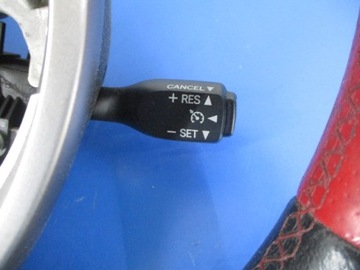 CANCEL ▼
+ RES ▲
◀
− SET ▼